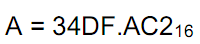 A = 34DF.AC2₁₆